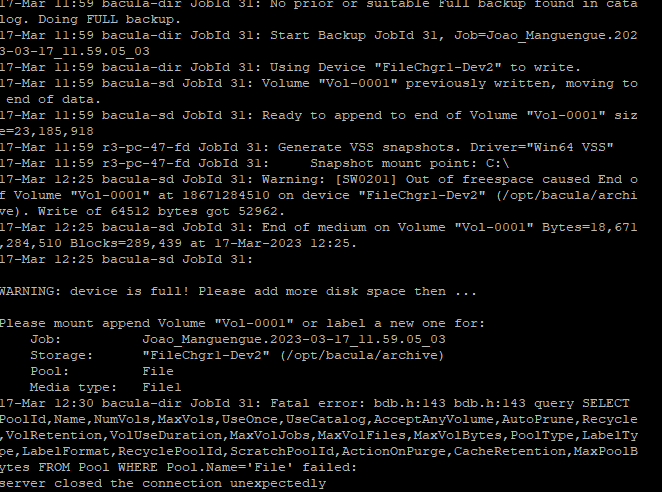 17-Mar 11:59 bacula-dir JobId 31: No prior or suitable Full backup found in cata
log. Doing FULL backup.
17-Mar 11:59 bacula-dir JobId 31: Start Backup JobId 31, Job=Joao_Manguengue.202
3-03-17_11.59.05_03
17-Mar 11:59 bacula-dir JobId 31: Using Device "FileChgr1-Dev2" to write.
17-Mar 11:59 bacula-sd JobId 31: Volume "Vol-0001" previously written, moving to
 end of data.
17-Mar 11:59 bacula-sd JobId 31: Ready to append to end of Volume "Vol-0001" siz
e=23,185,918
17-Mar 11:59 r3-pc-47-fd JobId 31: Generate VSS snapshots. Driver="Win64 VSS"
17-Mar 11:59 r3-pc-47-fd JobId 31:     Snapshot mount point: C:\
17-Mar 12:25 bacula-sd JobId 31: Warning: [SW0201] Out of freespace caused End o
f Volume "Vol-0001" at 18671284510 on device "FileChgr1-Dev2" (/opt/bacula/archi
ve). Write of 64512 bytes got 52962.
17-Mar 12:25 bacula-sd JobId 31: End of medium on Volume "Vol-0001" Bytes=18,671
,284,510 Blocks=289,439 at 17-Mar-2023 12:25.
17-Mar 12:25 bacula-sd JobId 31:
WARNING: device is full! Please add more disk space then ...
Please mount append Volume "Vol-0001" or label a new one for:
    Job:          Joao_Manguengue.2023-03-17_11.59.05_03
    Storage:      "FileChgr1-Dev2" (/opt/bacula/archive)
    Pool:         File
    Media type:   File1
17-Mar 12:30 bacula-dir JobId 31: Fatal error: bdb.h:143 bdb.h:143 query SELECT
PoolId,Name,NumVols,MaxVols,UseOnce,UseCatalog,AcceptAnyVolume,AutoPrune,Recycle
,VolRetention,VolUseDuration,MaxVolJobs,MaxVolFiles,MaxVolBytes,PoolType,LabelTy
pe,LabelFormat,RecyclePoolId,ScratchPoolId,ActionOnPurge,CacheRetention,MaxPoolB
ytes FROM Pool WHERE Pool.Name='File' failed:
server closed the connection unexpectedly